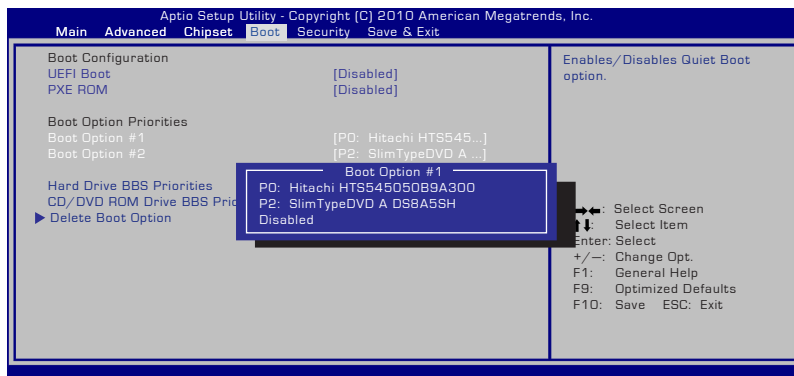 Aptio Setup Utility - Copyright (C) 2010 American Megatrends, Inc.
Main Advanced Chipset Boot Security Save & Exit
Boot Configuration
UEFI Boot [Disabled]
PXE ROM [Disabled]
Boot Option Priorities
Boot Option #1 [P0: Hitachi HTS545...]
Boot Option #2 [P2: SlimTypeDVD A ...]
Hard Drive BBS Priorities
CD/DVD ROM Drive BBS Prio
Delete Boot Option
Boot Option #1
P0: Hitachi HTS545050B9A300
P2: SlimTypeDVD A DS8A5SH
Disabled
Enables/Disables Quiet Boot
option.
→←: Select Screen
↑↓: Select Item
Enter: Select
+/—: Change Opt.
F1: General Help
F9: Optimized Defaults
F10: Save ESC: Exit